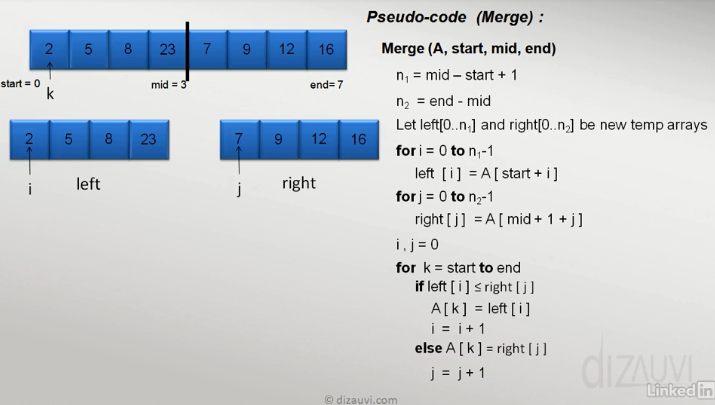 Pseudo-code (Merge) :
2 5 8 23 7 9 12 16
start = 0 mid = 3 end= 7
k
2 5 8 23 7 9 12 16
i left j right
Merge (A, start, mid, end)
n₁ = mid – start + 1
n₂ = end - mid
Let left[0..n₁] and right[0..n₂] be new temp arrays
for i = 0 to n₁-1
left [ i ] = A [ start + i ]
for j = 0 to n₂-1
right [ j ] = A [ mid + 1 + j ]
i , j = 0
for k = start to end
if left [ i ] ≤ right [ j ]
A [ k ] = left [ i ]
i = i + 1
else A [ k ] = right [ j ]
j = j + 1
dizauvi
Linked in
© dizauvi.com